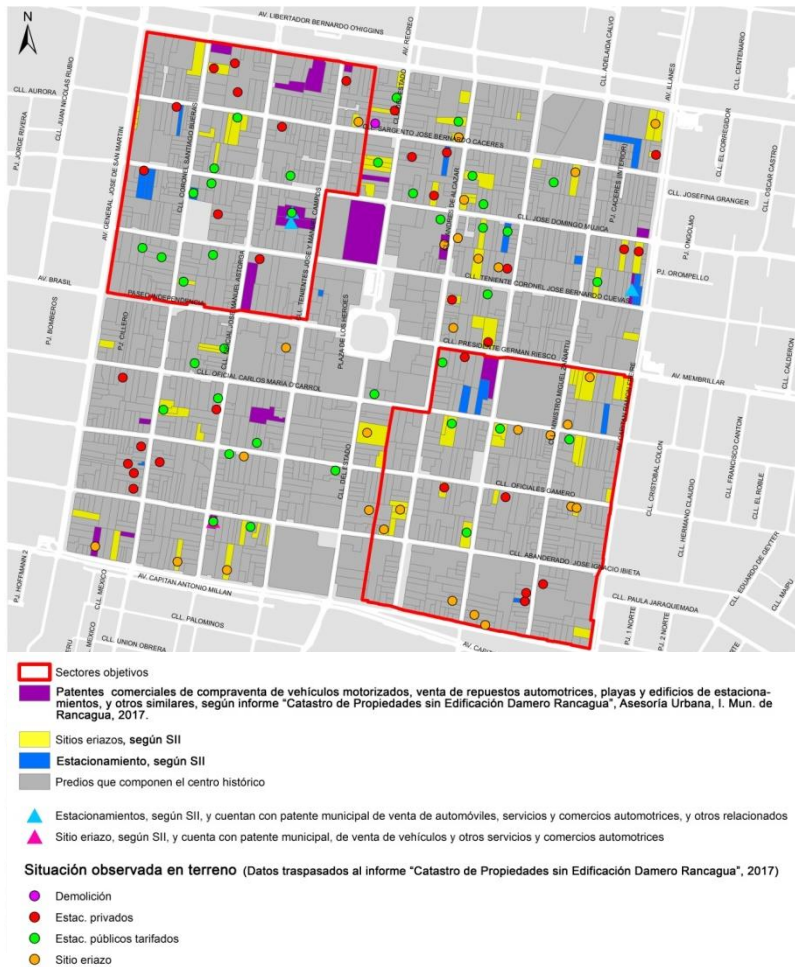 AV. LIBERTADOR BERNARDO O'HIGGINS
N
AV. RECREO
CLL. ADELAIDA CALVO
AV. ILLANES
CLL. CENTENARIO
CLL. JUAN NICOLAS RUBIO
CLL. AURORA
PJ. JORGE RIVERA
AV. GENERAL JOSE DE SAN MARTIN
CLL. CORONEL SANTIAGO BUERAS
SARGENTO JOSE BERNARDO CACERES
CLL. EL CORREGIDOR
CLL. OSCAR CASTRO
PJ. CACERES (INTERIOR)
CLL. JOSEFINA GRANGER
CLL. JOSE DOMINGO MUJICA
PJ. ONGOLMO
PJ. OROMPELLO
AV. BRASIL
PASEO INDEPENDENCIA
CLL. TENIENTES JOSE Y MANUEL CAMPOS
CLL. TENIENTE CORONEL JOSE BERNARDO CUEVAS
PJ. BOMBEROS
PJ. CILLERO
PLAZA DE LOS HEROES
CLL. PRESIDENTE GERMAN RIESCO
CLL. CALDERON
CLL. OFICIAL CARLOS MARIA O'CARROL
AV. MEMBRILLAR
CLL. DEL ESTADO
CLL. CRISTOBAL COLON
CLL. FRANCISCO CANTON
CLL. EL ROBLE
CLL. HERMANO CLAUDIO
CLL. OFICIALES GAMERO
CLL. EDUARDO DE GEYTER
CLL. MAIPU
CLL. ABANDERADO JOSE IGNACIO IBIETA
PJ. HOFFMANN 2
CLL. MEXICO
AV. CAPITAN ANTONIO MILLAN
CLL. PAULA JARAQUEMADA
CLL. PALOMINOS
CLL. UNION OBRERA
PJ. 1 NORTE
PJ. 2 NORTE
Sectores objetivos
Patentes comerciales de compraventa de vehículos motorizados, venta de repuestos automotrices, playas y edificios de estaciona-
mientos, y otros similares, según informe “Catastro de Propiedades sin Edificación Damero Rancagua”, Asesoría Urbana, I. Mun. de
Rancagua, 2017.
Sitios eriazos, según SII
Estacionamiento, según SII
Predios que componen el centro histórico
Estacionamientos, según SII, y cuentan con patente municipal de venta de automóviles, servicios y comercios automotrices, y otros relacionados
Sitio eriazo, según SII, y cuenta con patente municipal, de venta de vehículos y otros servicios y comercios automotrices
Situación observada en terreno (Datos traspasados al informe “Catastro de Propiedades sin Edificación Damero Rancagua”, 2017)
Demolición
Estac. privados
Estac. públicos tarifados
Sitio eriazo